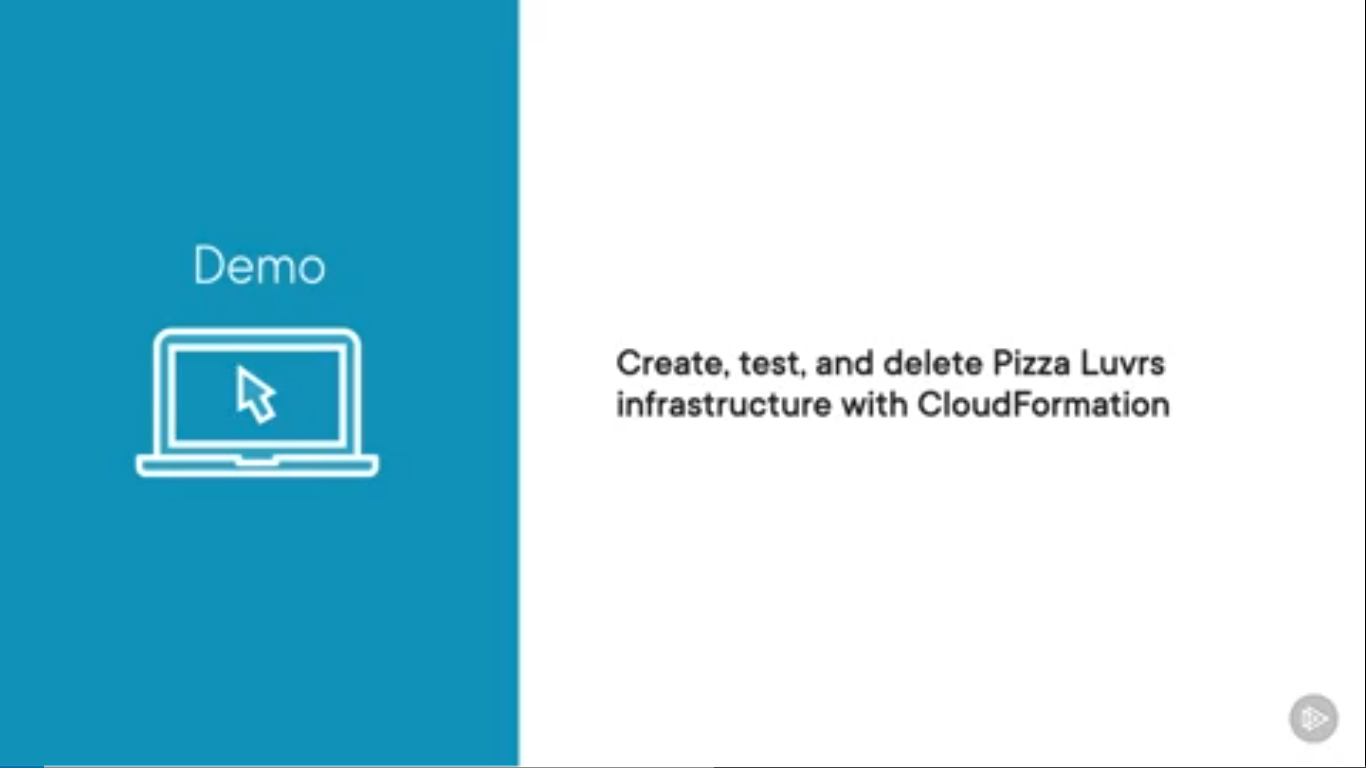 Demo
Create, test, and delete Pizza Luvrs
infrastructure with CloudFormation